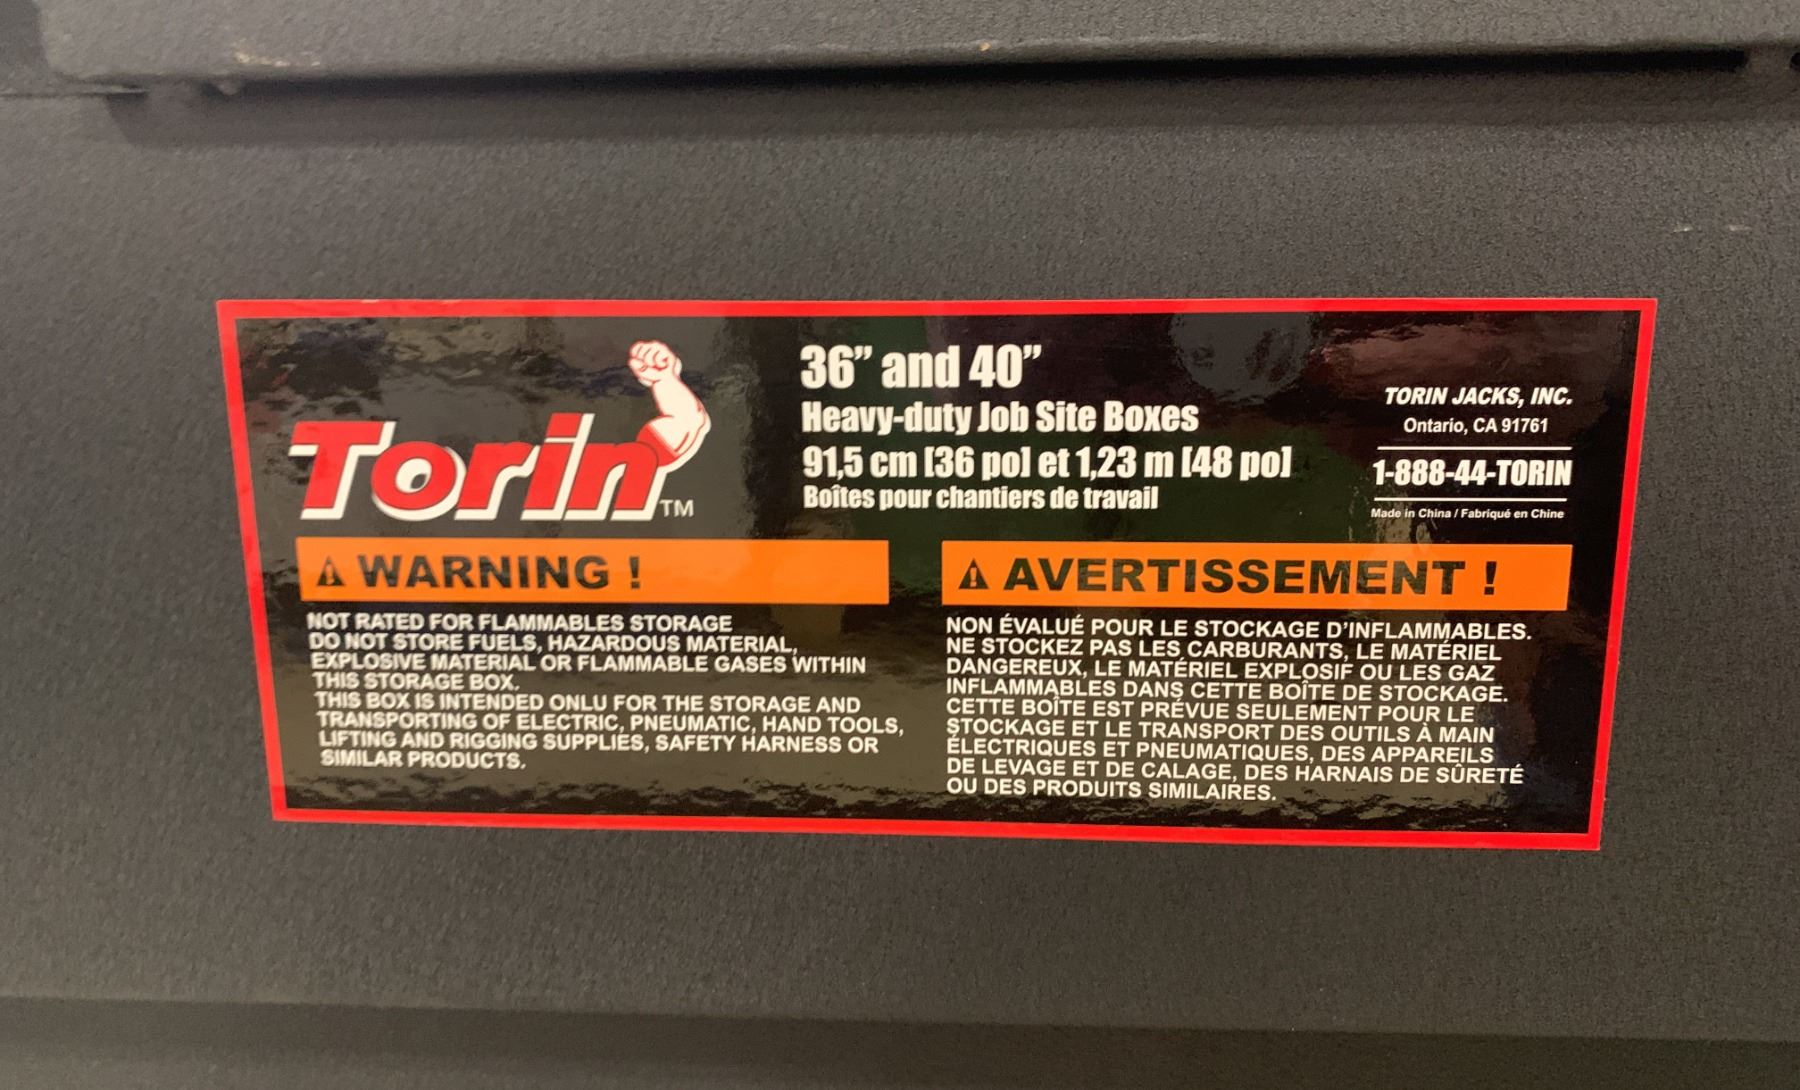 Torin™
36” and 40”
Heavy-duty Job Site Boxes
91,5 cm [36 po] et 1,23 m [48 po]
Boîtes pour chantiers de travail
TORIN JACKS, INC.
Ontario, CA 91761
1-888-44-TORIN
Made in China / Fabriqué en Chine
⚠ WARNING !
NOT RATED FOR FLAMMABLES STORAGE
DO NOT STORE FUELS, HAZARDOUS MATERIAL,
EXPLOSIVE MATERIAL OR FLAMMABLE GASES WITHIN
THIS STORAGE BOX.
THIS BOX IS INTENDED ONLU FOR THE STORAGE AND
TRANSPORTING OF ELECTRIC, PNEUMATIC, HAND TOOLS,
LIFTING AND RIGGING SUPPLIES, SAFETY HARNESS OR
SIMILAR PRODUCTS.
⚠ AVERTISSEMENT !
NON ÉVALUÉ POUR LE STOCKAGE D’INFLAMMABLES.
NE STOCKEZ PAS LES CARBURANTS, LE MATÉRIEL
DANGEREUX, LE MATÉRIEL EXPLOSIF OU LES GAZ
INFLAMMABLES DANS CETTE BOÎTE DE STOCKAGE.
CETTE BOÎTE EST PRÉVUE SEULEMENT POUR LE
STOCKAGE ET LE TRANSPORT DES OUTILS À MAIN
ÉLECTRIQUES ET PNEUMATIQUES, DES APPAREILS
DE LEVAGE ET DE CALAGE, DES HARNAIS DE SÛRETÉ
OU DES PRODUITS SIMILAIRES.